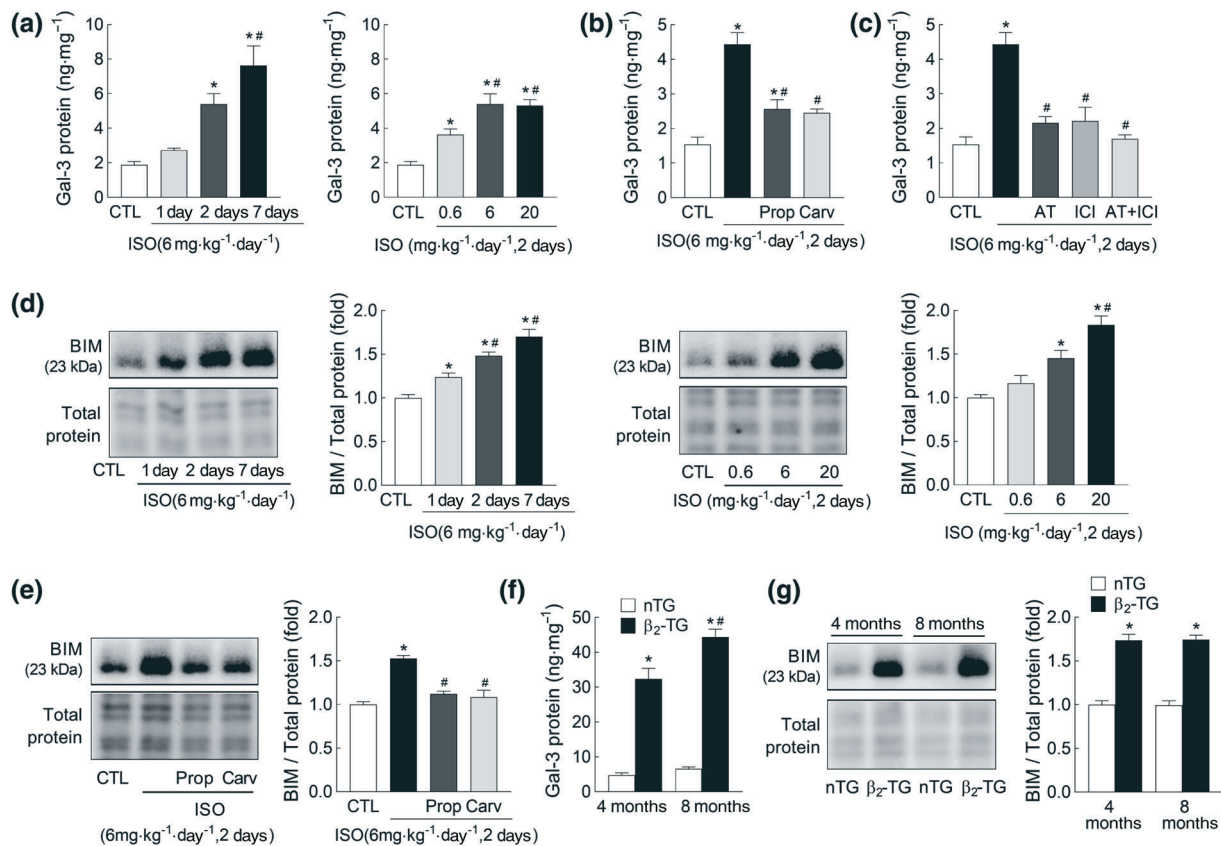 (a)
Gal-3 protein (ng·mg⁻¹)
10
8
6
4
2
0
*
* #
CTL 1 day 2 days 7 days
ISO(6 mg·kg⁻¹·day⁻¹)
Gal-3 protein (ng·mg⁻¹)
10
8
6
4
2
0
*
* #
* #
CTL 0.6 6 20
ISO (mg·kg⁻¹·day⁻¹,2 days)
(b)
Gal-3 protein (ng·mg⁻¹)
5
4
3
2
1
0
*
* #
#
CTL Prop Carv
ISO(6 mg·kg⁻¹·day⁻¹,2 days)
(c)
Gal-3 protein (ng·mg⁻¹)
5
4
3
2
1
0
*
#
#
#
CTL AT ICI AT+ICI
ISO(6 mg·kg⁻¹·day⁻¹,2 days)
(d)
BIM
(23 kDa)
Total
protein
CTL 1 day 2 days 7 days
ISO(6 mg·kg⁻¹·day⁻¹)
BIM / Total protein (fold)
2.0
1.5
1.0
0.5
0.0
*
* #
* #
CTL 1 day 2 days 7 days
ISO(6 mg·kg⁻¹·day⁻¹)
BIM
(23 kDa)
Total
protein
CTL 0.6 6 20
ISO (mg·kg⁻¹·day⁻¹,2 days)
BIM / Total protein (fold)
2.0
1.5
1.0
0.5
0.0
*
* #
CTL 0.6 6 20
ISO (mg·kg⁻¹·day⁻¹,2 days)
(e)
BIM
(23 kDa)
Total
protein
CTL Prop Carv
ISO
(6mg·kg⁻¹·day⁻¹,2 days)
BIM / Total protein (fold)
2.0
1.5
1.0
0.5
0.0
*
#
#
CTL Prop Carv
ISO(6mg·kg⁻¹·day⁻¹,2 days)
(f)
nTG
β₂-TG
Gal-3 protein (ng·mg⁻¹)
50
40
30
20
10
0
*
* #
4 months 8 months
(g)
4 months 8 months
BIM
(23 kDa)
Total
protein
nTG β₂-TG nTG β₂-TG
nTG
β₂-TG
BIM / Total protein (fold)
2.0
1.5
1.0
0.5
0.0
*
*
4 8
months months